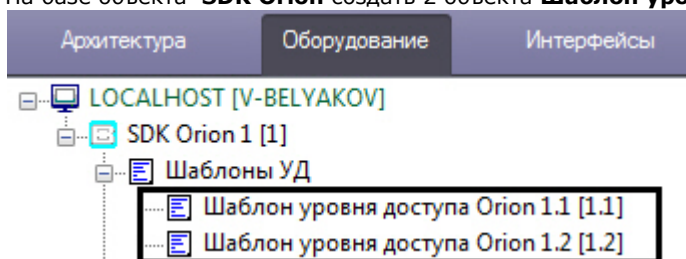 На базе объекта SDK Orion создать 2 объекта Шаблон уро
Архитектура Оборудование Интерфейсы
LOCALHOST [V-BELYAKOV]
SDK Orion 1 [1]
Шаблоны УД
Шаблон уровня доступа Orion 1.1 [1.1]
Шаблон уровня доступа Orion 1.2 [1.2]